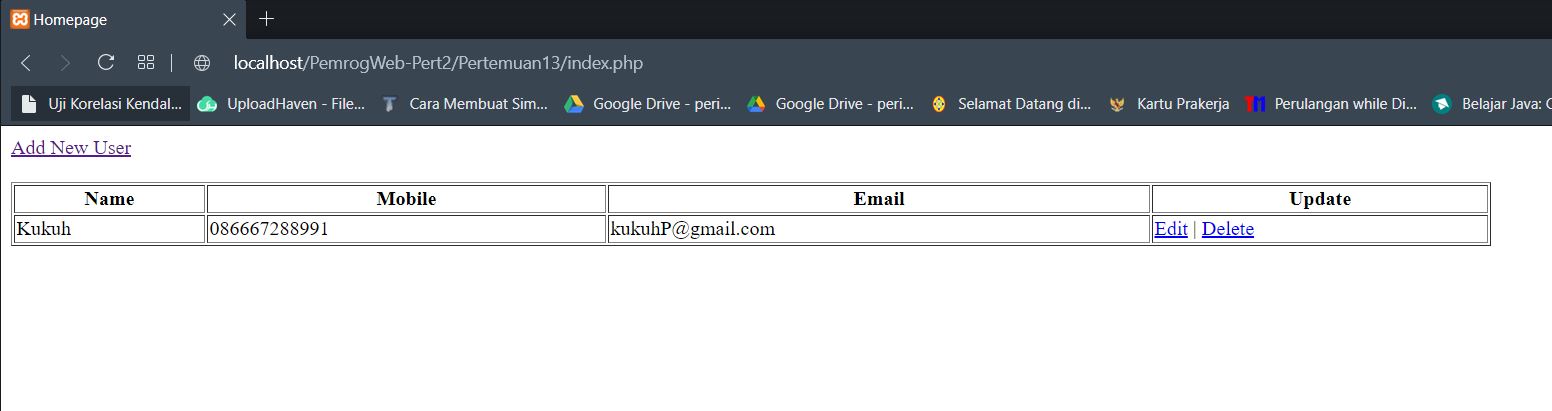 Homepage
localhost/PemrogWeb-Pert2/Pertemuan13/index.php
Uji Korelasi Kendal... UploadHaven - File... Cara Membuat Sim... Google Drive - peri... Google Drive - peri... Selamat Datang di... Kartu Prakerja TM Perulangan while Di... Belajar Java:
Add New User
Name Mobile Email Update
Kukuh 086667288991 kukuhP@gmail.com Edit | Delete